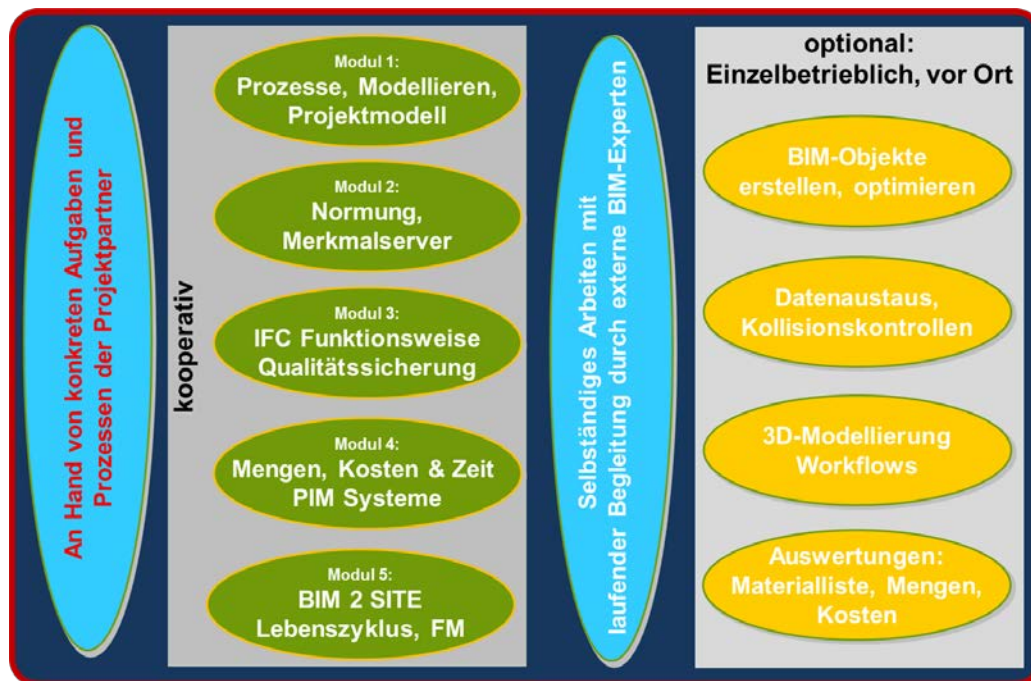 An Hand von konkreten Aufgaben und
Prozessen der Projektpartner
kooperativ
Modul 1:
Prozesse, Modellieren,
Projektmodell
Modul 2:
Normung,
Merkmalserver
Modul 3:
IFC Funktionsweise
Qualitätssicherung
Modul 4:
Mengen, Kosten & Zeit
PIM Systeme
Modul 5:
BIM 2 SITE
Lebenszyklus, FM
Selbständiges Arbeiten mit
laufender Begleitung durch externe BIM-Experten
optional:
Einzelbetrieblich, vor Ort
BIM-Objekte
erstellen, optimieren
Datenaustaus,
Kollisionskontrollen
3D-Modellierung
Workflows
Auswertungen:
Materialliste, Mengen,
Kosten